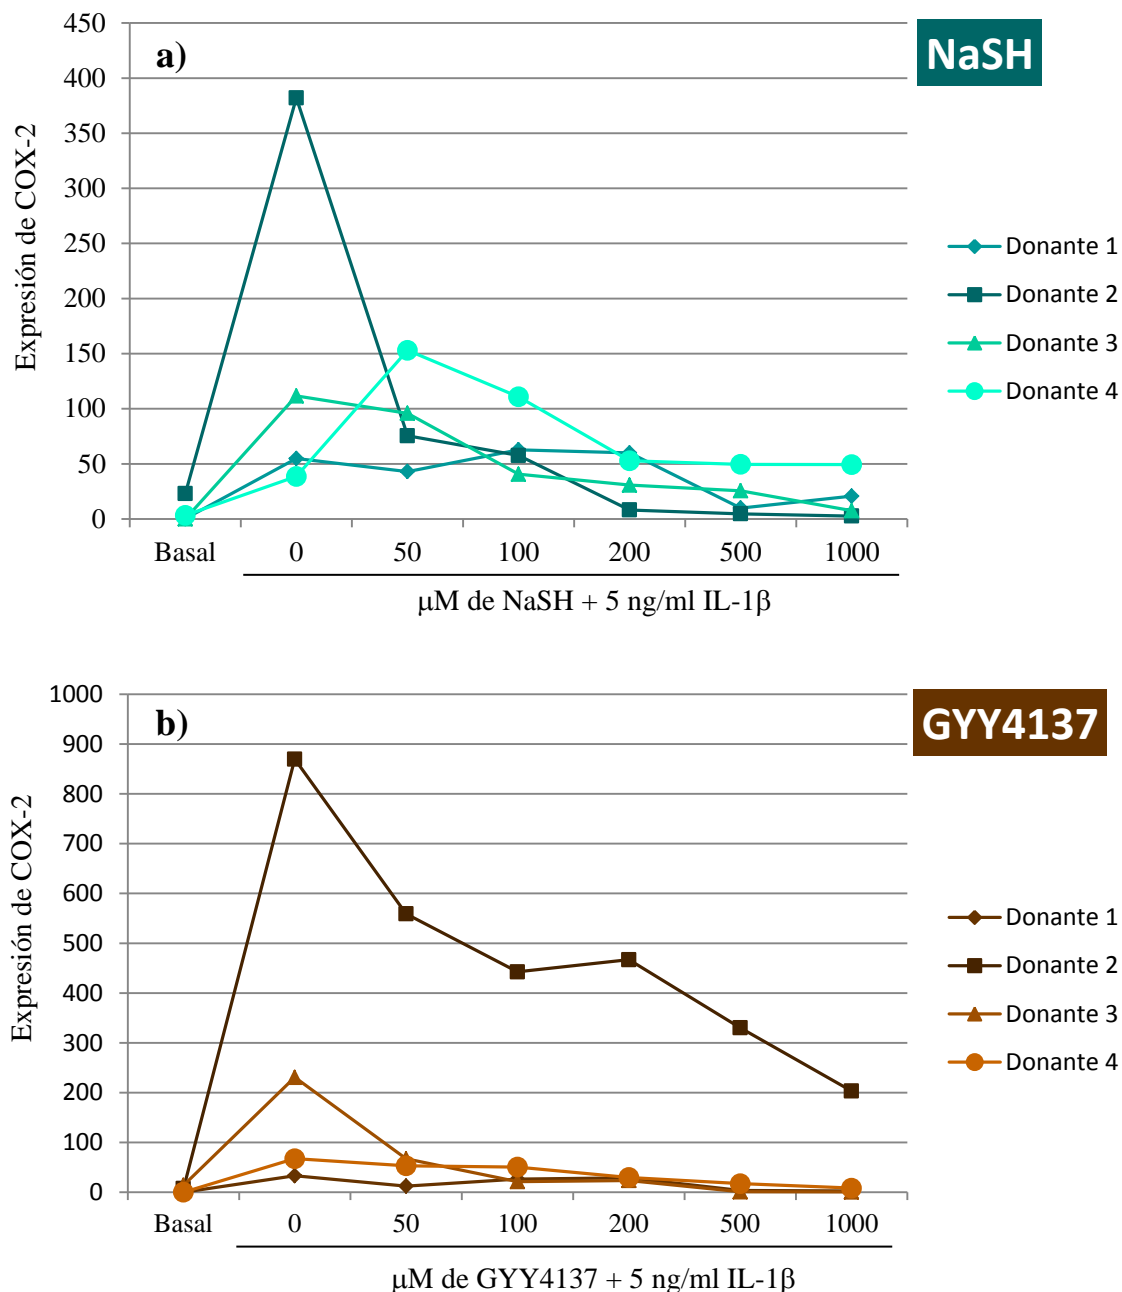 a)
NaSH
Expresión de COX-2
450
400
350
300
250
200
150
100
50
0
Basal 0 50 100 200 500 1000
μM de NaSH + 5 ng/ml IL-1β
Donante 1
Donante 2
Donante 3
Donante 4
b)
GYY4137
Expresión de COX-2
1000
900
800
700
600
500
400
300
200
100
0
Basal 0 50 100 200 500 1000
μM de GYY4137 + 5 ng/ml IL-1β
Donante 1
Donante 2
Donante 3
Donante 4